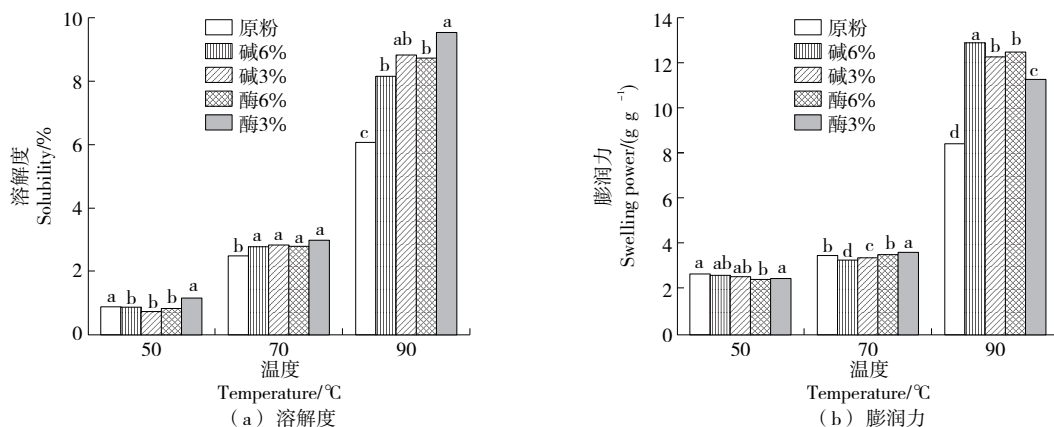 10
8
6
4
2
0
溶解度
Solubility/%
原粉
碱6%
碱3%
酶6%
酶3%
a b b b a
b a a a a
c b ab b a
50 70 90
温度
Temperature/℃
（a）溶解度
14
12
10
8
6
4
2
0
膨润力
Swelling power/(g g⁻¹)
原粉
碱6%
碱3%
酶6%
酶3%
a ab ab b a
b d c b a
d a b b c
50 70 90
温度
Temperature/℃
（b）膨润力